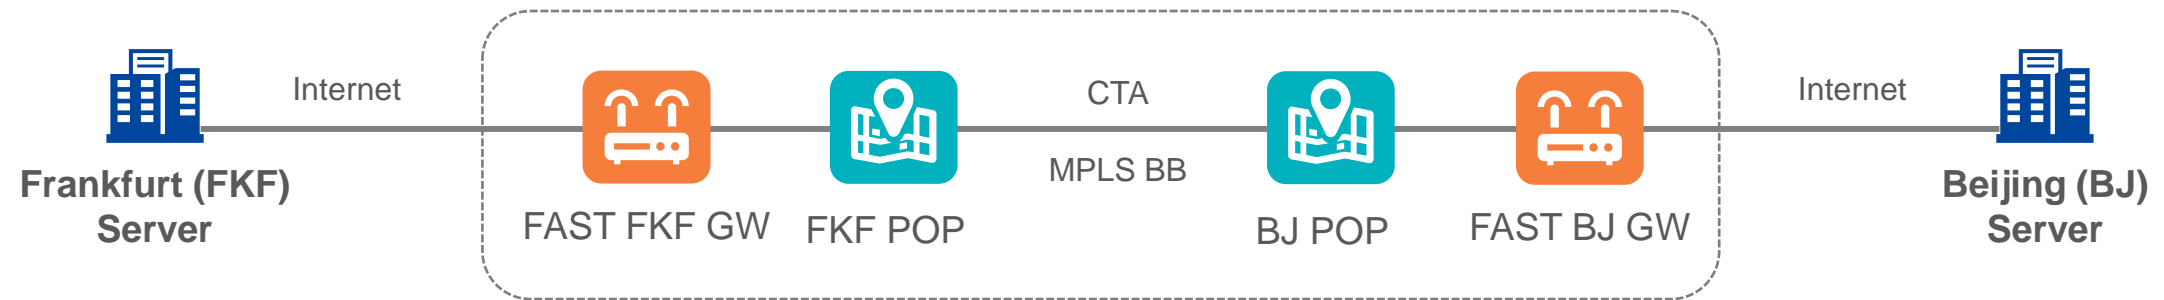 Internet
CTA
Internet
MPLS BB
Frankfurt (FKF)
Server
FAST FKF GW
FKF POP
BJ POP
FAST BJ GW
Beijing (BJ)
Server